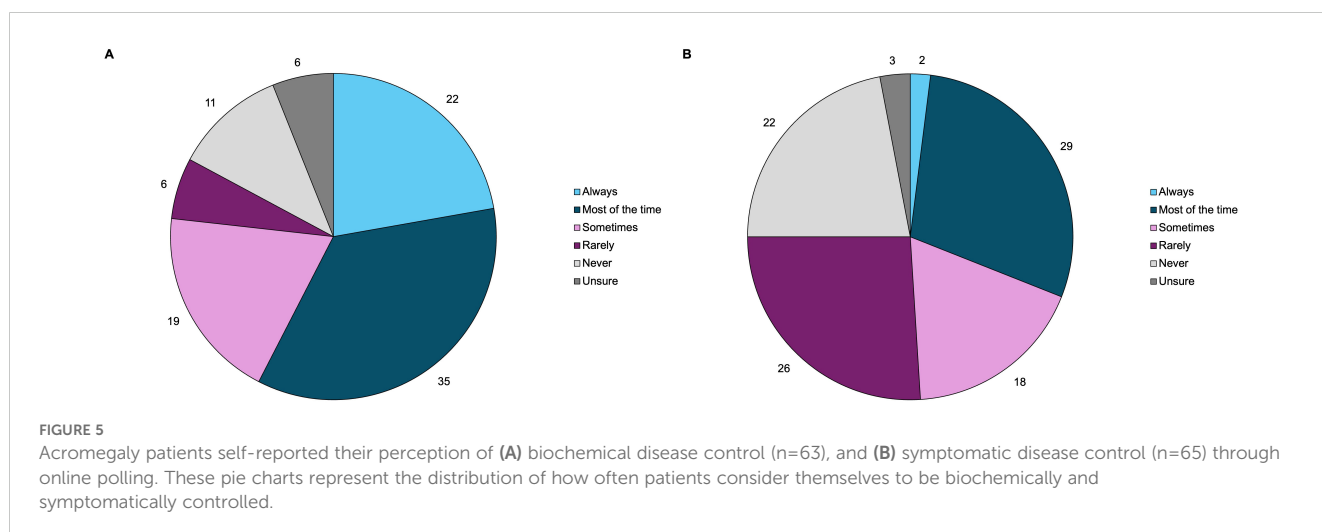 A
6
22
11
6
19
35
Always
Most of the time
Sometimes
Rarely
Never
Unsure
B
3
2
22
29
26
18
Always
Most of the time
Sometimes
Rarely
Never
Unsure
FIGURE 5
Acromegaly patients self-reported their perception of (A) biochemical disease control (n=63), and (B) symptomatic disease control (n=65) through
online polling. These pie charts represent the distribution of how often patients consider themselves to be biochemically and
symptomatically controlled.